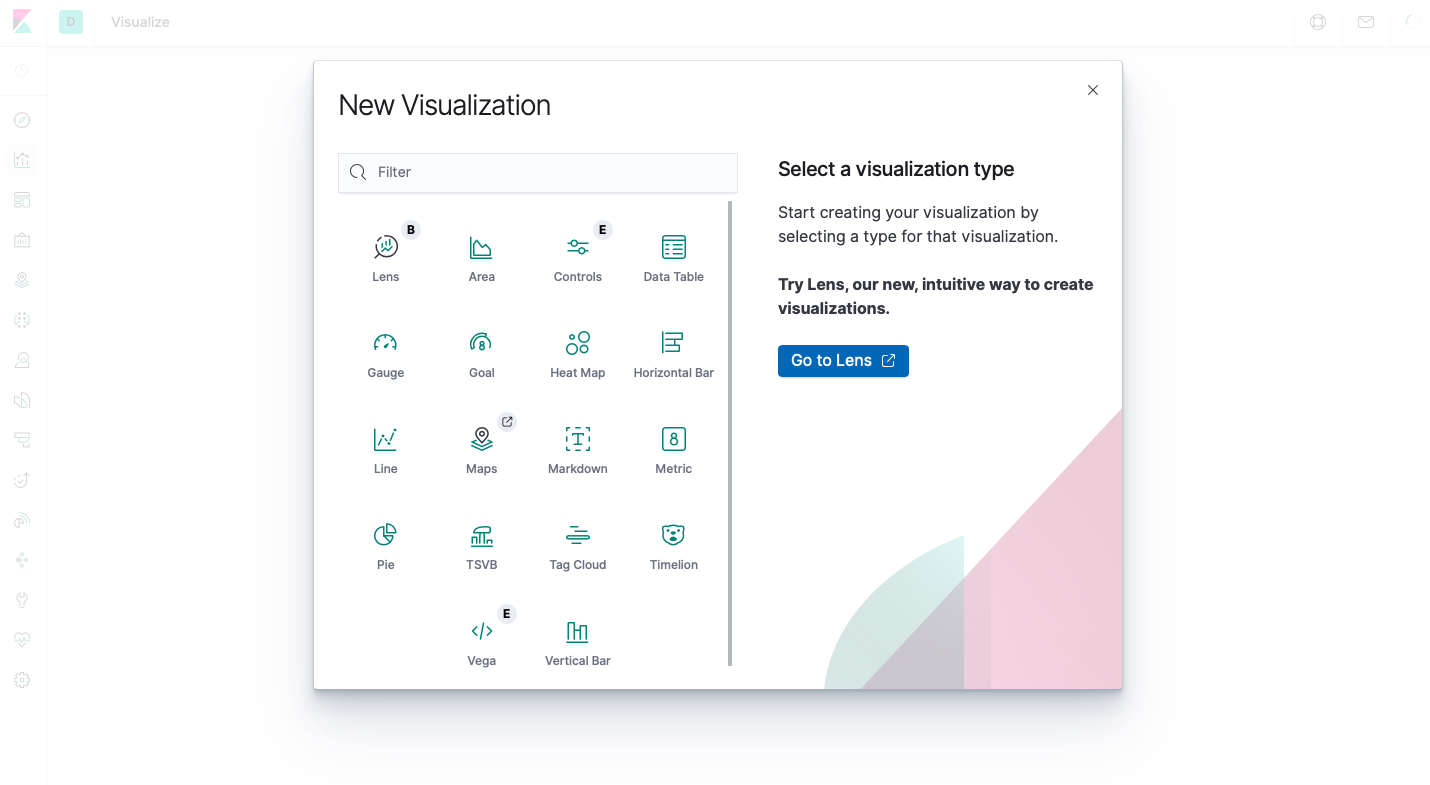 D
Visualize
New Visualization
Filter
Select a visualization type
Start creating your visualization by
selecting a type for that visualization.
Try Lens, our new, intuitive way to create
visualizations.
Go to Lens
B
E
Lens
Area
Controls
Data Table
8
Gauge
Goal
Heat Map
Horizontal Bar
T
8
Line
Maps
Markdown
Metric
Pie
TSVB
Tag Cloud
Timelion
E
Vega
Vertical Bar